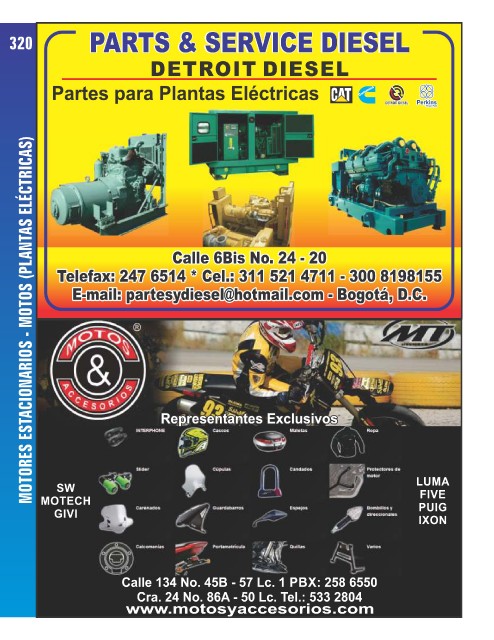 320
MOTORES ESTACIONARIOS - MOTOS (PLANTAS ELÉCTRICAS)
PARTS & SERVICE DIESEL
DETROIT DIESEL
Partes para Plantas Eléctricas
CAT
DETROIT DIESEL
Perkins
Calle 6Bis No. 24 - 20
Telefax: 247 6514 * Cel.: 311 521 4711 - 300 8198155
E-mail: partesydiesel@hotmail.com - Bogotá, D.C.
MOTOS
&
ACCESORIOS
®
MT
93
Representantes Exclusivos
INTERPHONE Cascos Maletas Ropa
Slider Cúpulas Candados Protectores de
motor
SW
MOTECH
GIVI
LUMA
FIVE
PUIG
IXON
Carenados Guardabarros Espejos Bombillos y
direccionales
Calcomanías Portamatrícula Quillas Varios
Calle 134 No. 45B - 57 Lc. 1 PBX: 258 6550
Cra. 24 No. 86A - 50 Lc. Tel.: 533 2804
www.motosyaccesorios.com